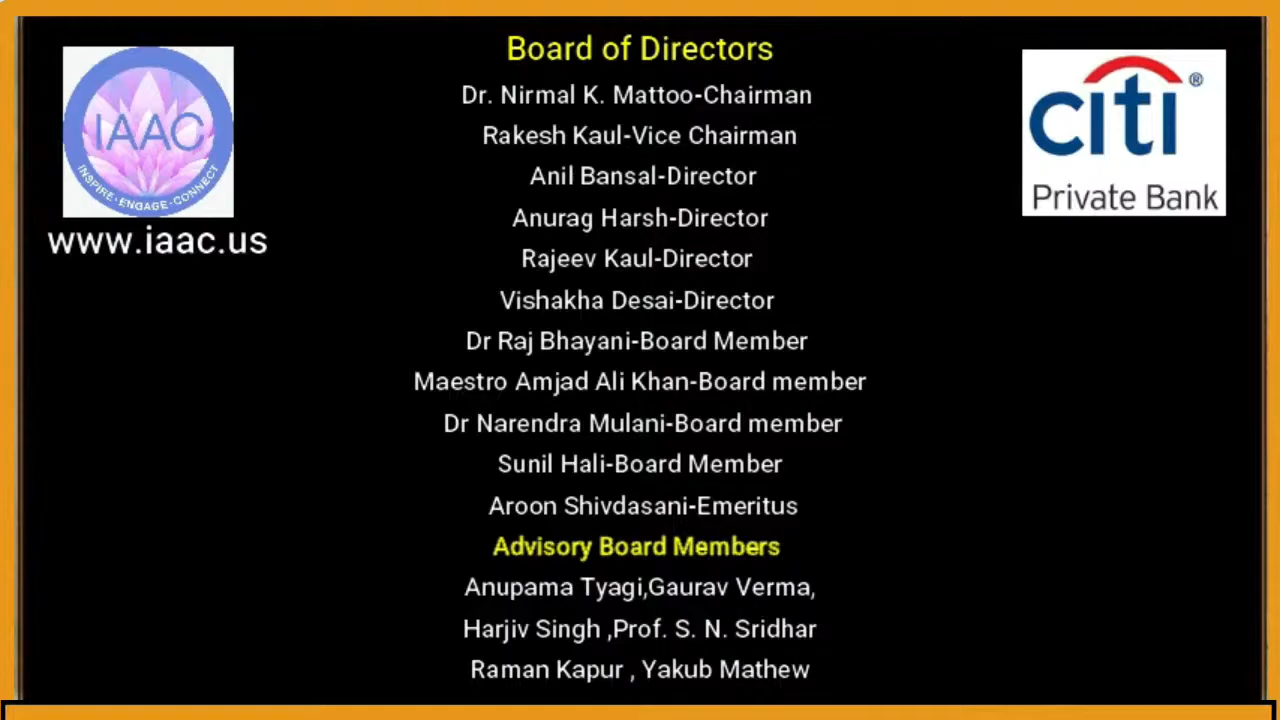 Board of Directors
Dr. Nirmal K. Mattoo-Chairman
Rakesh Kaul-Vice Chairman
Anil Bansal-Director
Anurag Harsh-Director
Rajeev Kaul-Director
Vishakha Desai-Director
Dr Raj Bhayani-Board Member
Maestro Amjad Ali Khan-Board member
Dr Narendra Mulani-Board member
Sunil Hali-Board Member
Aroon Shivdasani-Emeritus
Advisory Board Members
Anupama Tyagi,Gaurav Verma,
Harjiv Singh ,Prof. S. N. Sridhar
Raman Kapur , Yakub Mathew
IAAC
INSPIRE·ENGAGE·CONNECT
www.iaac.us
citi®
Private Bank